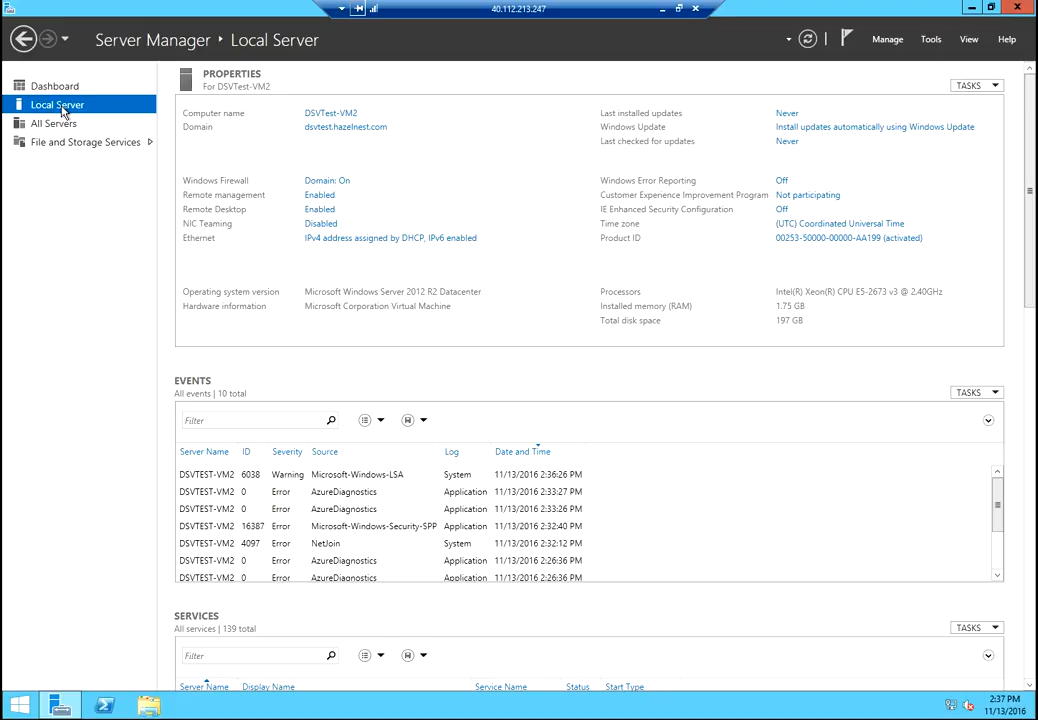 40.112.213.247
Server Manager ‣ Local Server
Manage Tools View Help
Dashboard
Local Server
All Servers
File and Storage Services
PROPERTIES
For DSVTest-VM2
TASKS
Computer name DSVTest-VM2 Last installed updates Never
Domain dsvtest.hazelnest.com Windows Update Install updates automatically using Windows Update
Last checked for updates Never
Windows Firewall Domain: On Windows Error Reporting Off
Remote management Enabled Customer Experience Improvement Program Not participating
Remote Desktop Enabled IE Enhanced Security Configuration Off
NIC Teaming Disabled Time zone (UTC) Coordinated Universal Time
Ethernet IPv4 address assigned by DHCP, IPv6 enabled Product ID 00253-50000-00000-AA199 (activated)
Operating system version Microsoft Windows Server 2012 R2 Datacenter Processors Intel(R) Xeon(R) CPU E5-2673 v3 @ 2.40GHz
Hardware information Microsoft Corporation Virtual Machine Installed memory (RAM) 1.75 GB
Total disk space 197 GB
EVENTS
All events | 10 total
TASKS
Filter
Server Name ID Severity Source Log Date and Time
DSVTEST-VM2 6038 Warning Microsoft-Windows-LSA System 11/13/2016 2:36:26 PM
DSVTEST-VM2 0 Error AzureDiagnostics Application 11/13/2016 2:33:27 PM
DSVTEST-VM2 0 Error AzureDiagnostics Application 11/13/2016 2:33:26 PM
DSVTEST-VM2 16387 Error Microsoft-Windows-Security-SPP Application 11/13/2016 2:32:40 PM
DSVTEST-VM2 4097 Error NetJoin System 11/13/2016 2:32:12 PM
DSVTEST-VM2 0 Error AzureDiagnostics Application 11/13/2016 2:26:36 PM
DSVTEST-VM2 0 Error AzureDiagnostics Application 11/13/2016 2:26:36 PM
SERVICES
All services | 139 total
TASKS
Filter
Server Name Display Name Service Name Status Start Type
2:37 PM
11/13/2016